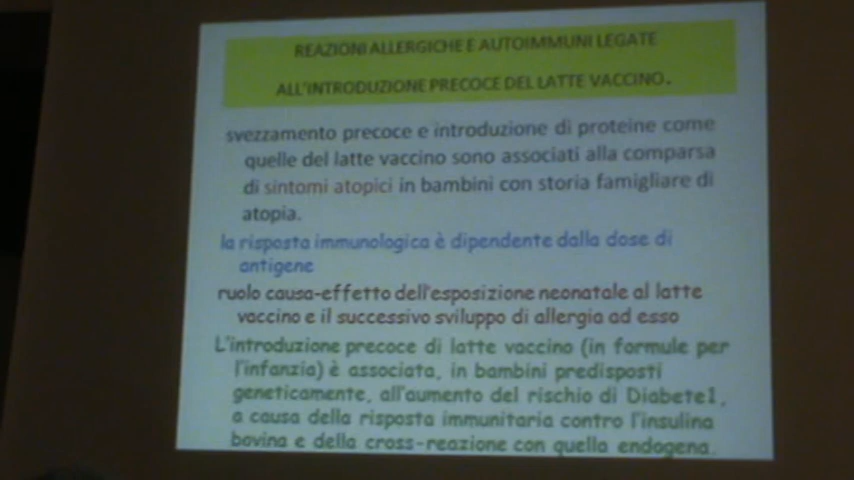 REAZIONI ALLERGICHE E AUTOIMMUNI LEGATE
ALL'INTRODUZIONE PRECOCE DEL LATTE VACCINO.
svezzamento precoce e introduzione di proteine come
quelle del latte vaccino sono associati alla comparsa
di sintomi atopici in bambini con storia famigliare di
atopia.
la risposta immunologica è dipendente dalla dose di
antigene
ruolo causa-effetto dell'esposizione neonatale al latte
vaccino e il successivo sviluppo di allergia ad esso
L'introduzione precoce di latte vaccino (in formule per
l'infanzia) è associata, in bambini predisposti
geneticamente, all'aumento del rischio di Diabete1,
a causa della risposta immunitaria contro l'insulina
bovina e della cross-reazione con quella endogena.